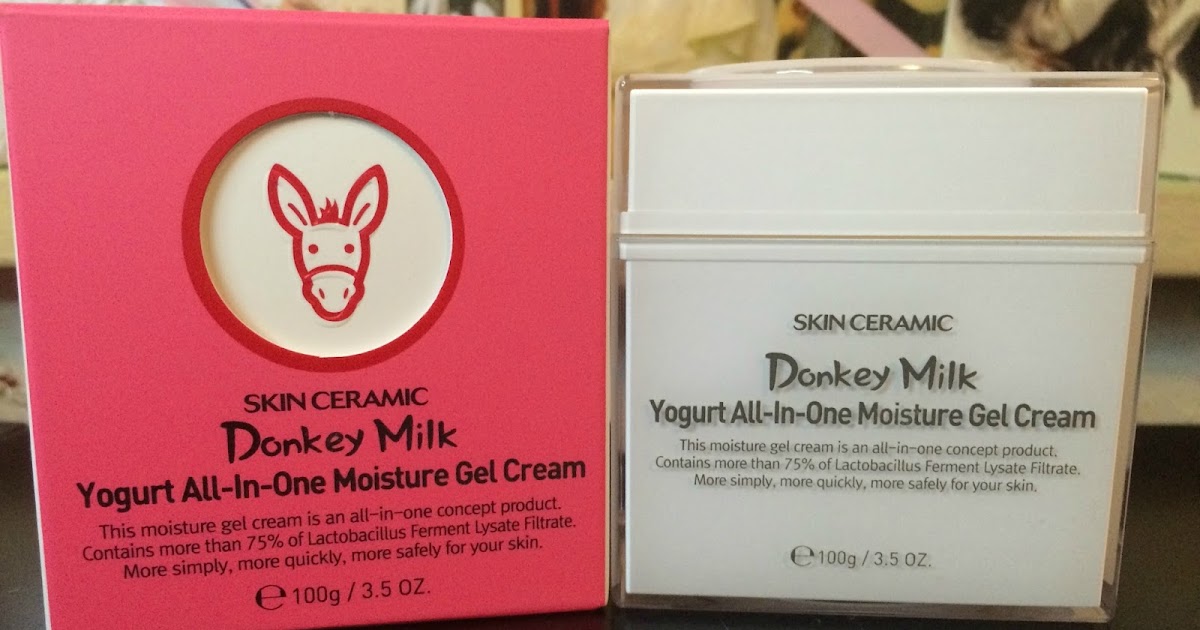 SKIN CERAMIC
Donkey Milk
Yogurt All-In-One Moisture Gel Cream
This moisture gel cream is an all-in-one concept product.
Contains more than 75% of Lactobacillus Ferment Lysate Filtrate.
More simply, more quickly, more safely for your skin.
℮ 100g / 3.5 OZ.
SKIN CERAMIC
Donkey Milk
Yogurt All-In-One Moisture Gel Cream
This moisture gel cream is an all-in-one concept product.
Contains more than 75% of Lactobacillus Ferment Lysate Filtrate.
More simply, more quickly, more safely for your skin.
℮ 100g / 3.5 OZ.